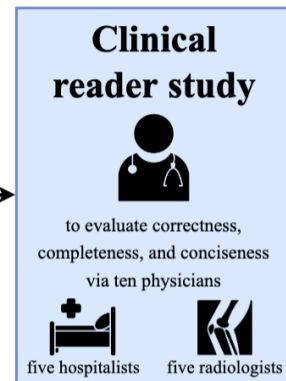 Clinical
reader study
to evaluate correctness,
completeness, and conciseness
via ten physicians
five hospitalists five radiologists